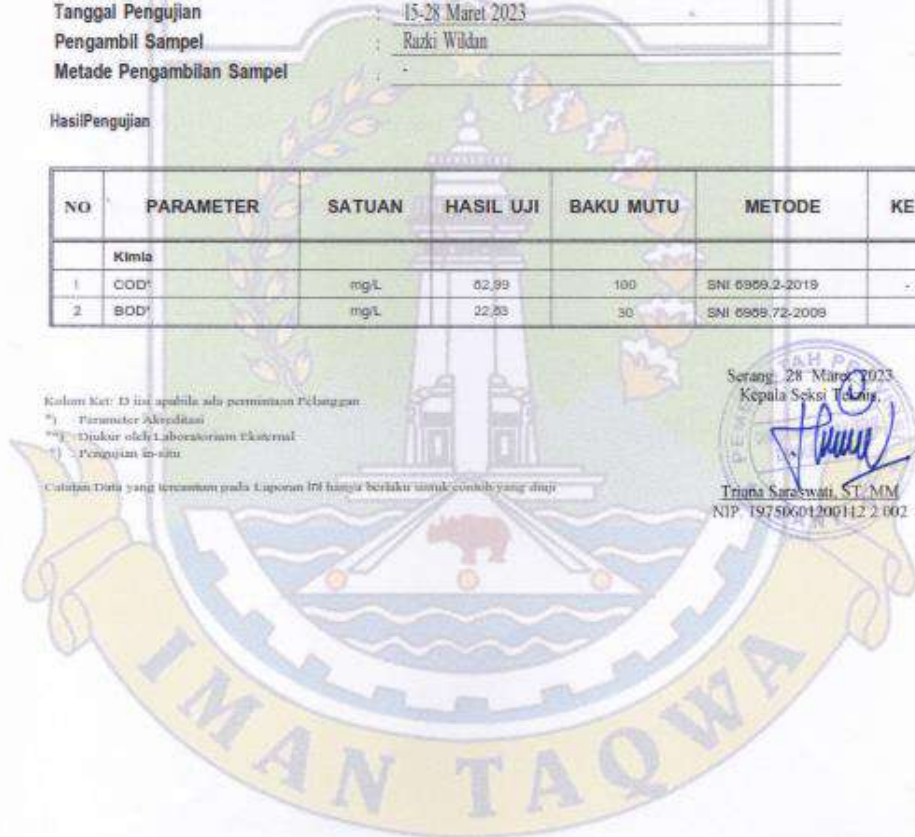 Tanggal Pengujian : 15-28 Maret 2023
Pengambil Sampel : Razki Wildan
Metade Pengambilan Sampel : -
HasilPengujian
NO PARAMETER SATUAN HASIL UJI BAKU MUTU METODE KE
Kimia
1 COD* mg/L 62,99 100 SNI 6989.2-2019 -
2 BOD* mg/L 22,83 30 SNI 6989.72-2009
Serang, 28 Maret 2023
Kepala Seksi Teknis,
Kolom Ket: D isi apabila ada permintaan Pelanggan
*) Parameter Akreditasi
**) Diukur oleh Laboratorium Eksternal
*) Pengujian in-situ
Catatan Data yang tercantum pada Laporan INI hanya berlaku untuk contoh yang diuji
Triana Saraswati, ST, MM
NIP. 19750601200112 2 002
IMAN TAQWA